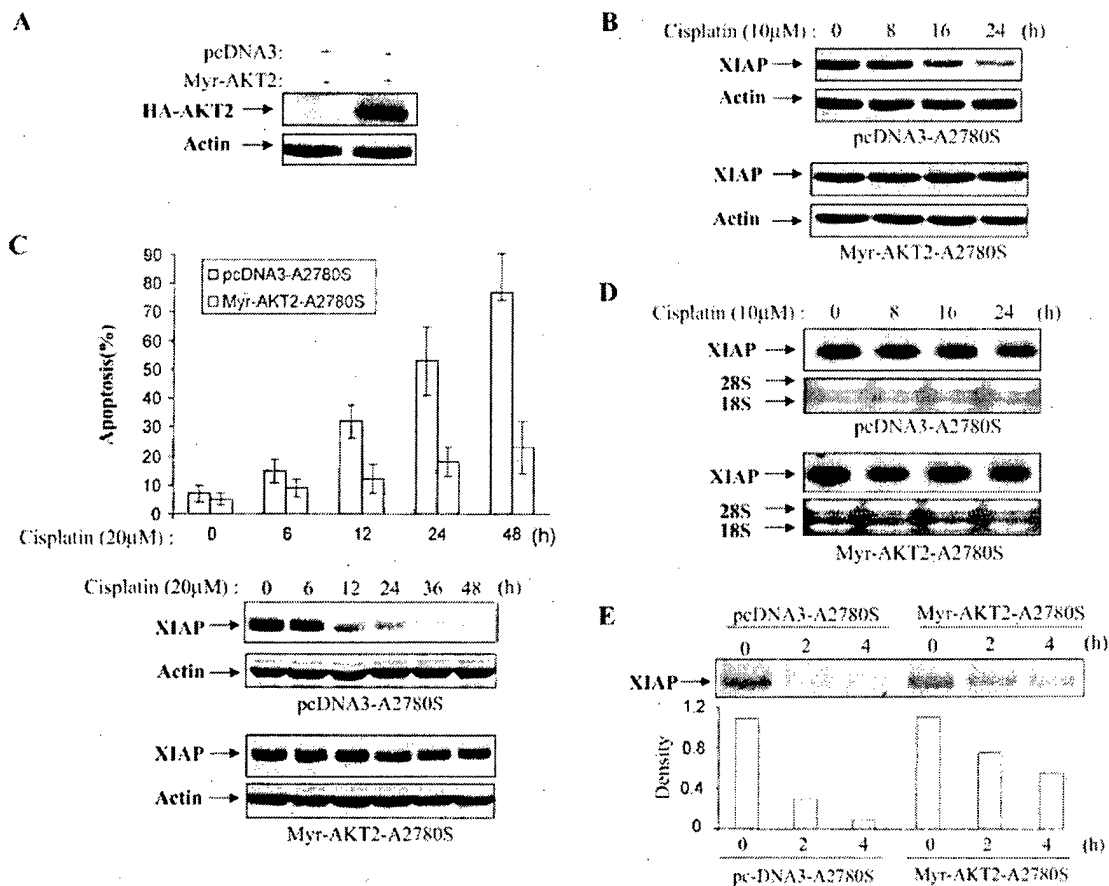 A
pcDNA3: + -
Myr-AKT2: - +
HA-AKT2
Actin
B
Cisplatin (10µM) : 0 8 16 24 (h)
XIAP
Actin
pcDNA3-A2780S
XIAP
Actin
Myr-AKT2-A2780S
C
90
80
70
60
50
40
30
20
10
0
Apoptosis(%)
pcDNA3-A2780S
Myr-AKT2-A2780S
Cisplatin (20µM) : 0 6 12 24 48 (h)
Cisplatin (20µM) : 0 6 12 24 36 48 (h)
XIAP
Actin
pcDNA3-A2780S
XIAP
Actin
Myr-AKT2-A2780S
D
Cisplatin (10µM) : 0 8 16 24 (h)
XIAP
28S
18S
pcDNA3-A2780S
XIAP
28S
18S
Myr-AKT2-A2780S
E
pcDNA3-A2780S Myr-AKT2-A2780S
0 2 4 0 2 4 (h)
XIAP
1.2
0.8
0.4
0
Density
0 2 4 0 2 4 (h)
pc-DNA3-A2780S Myr-AKT2-A2780S